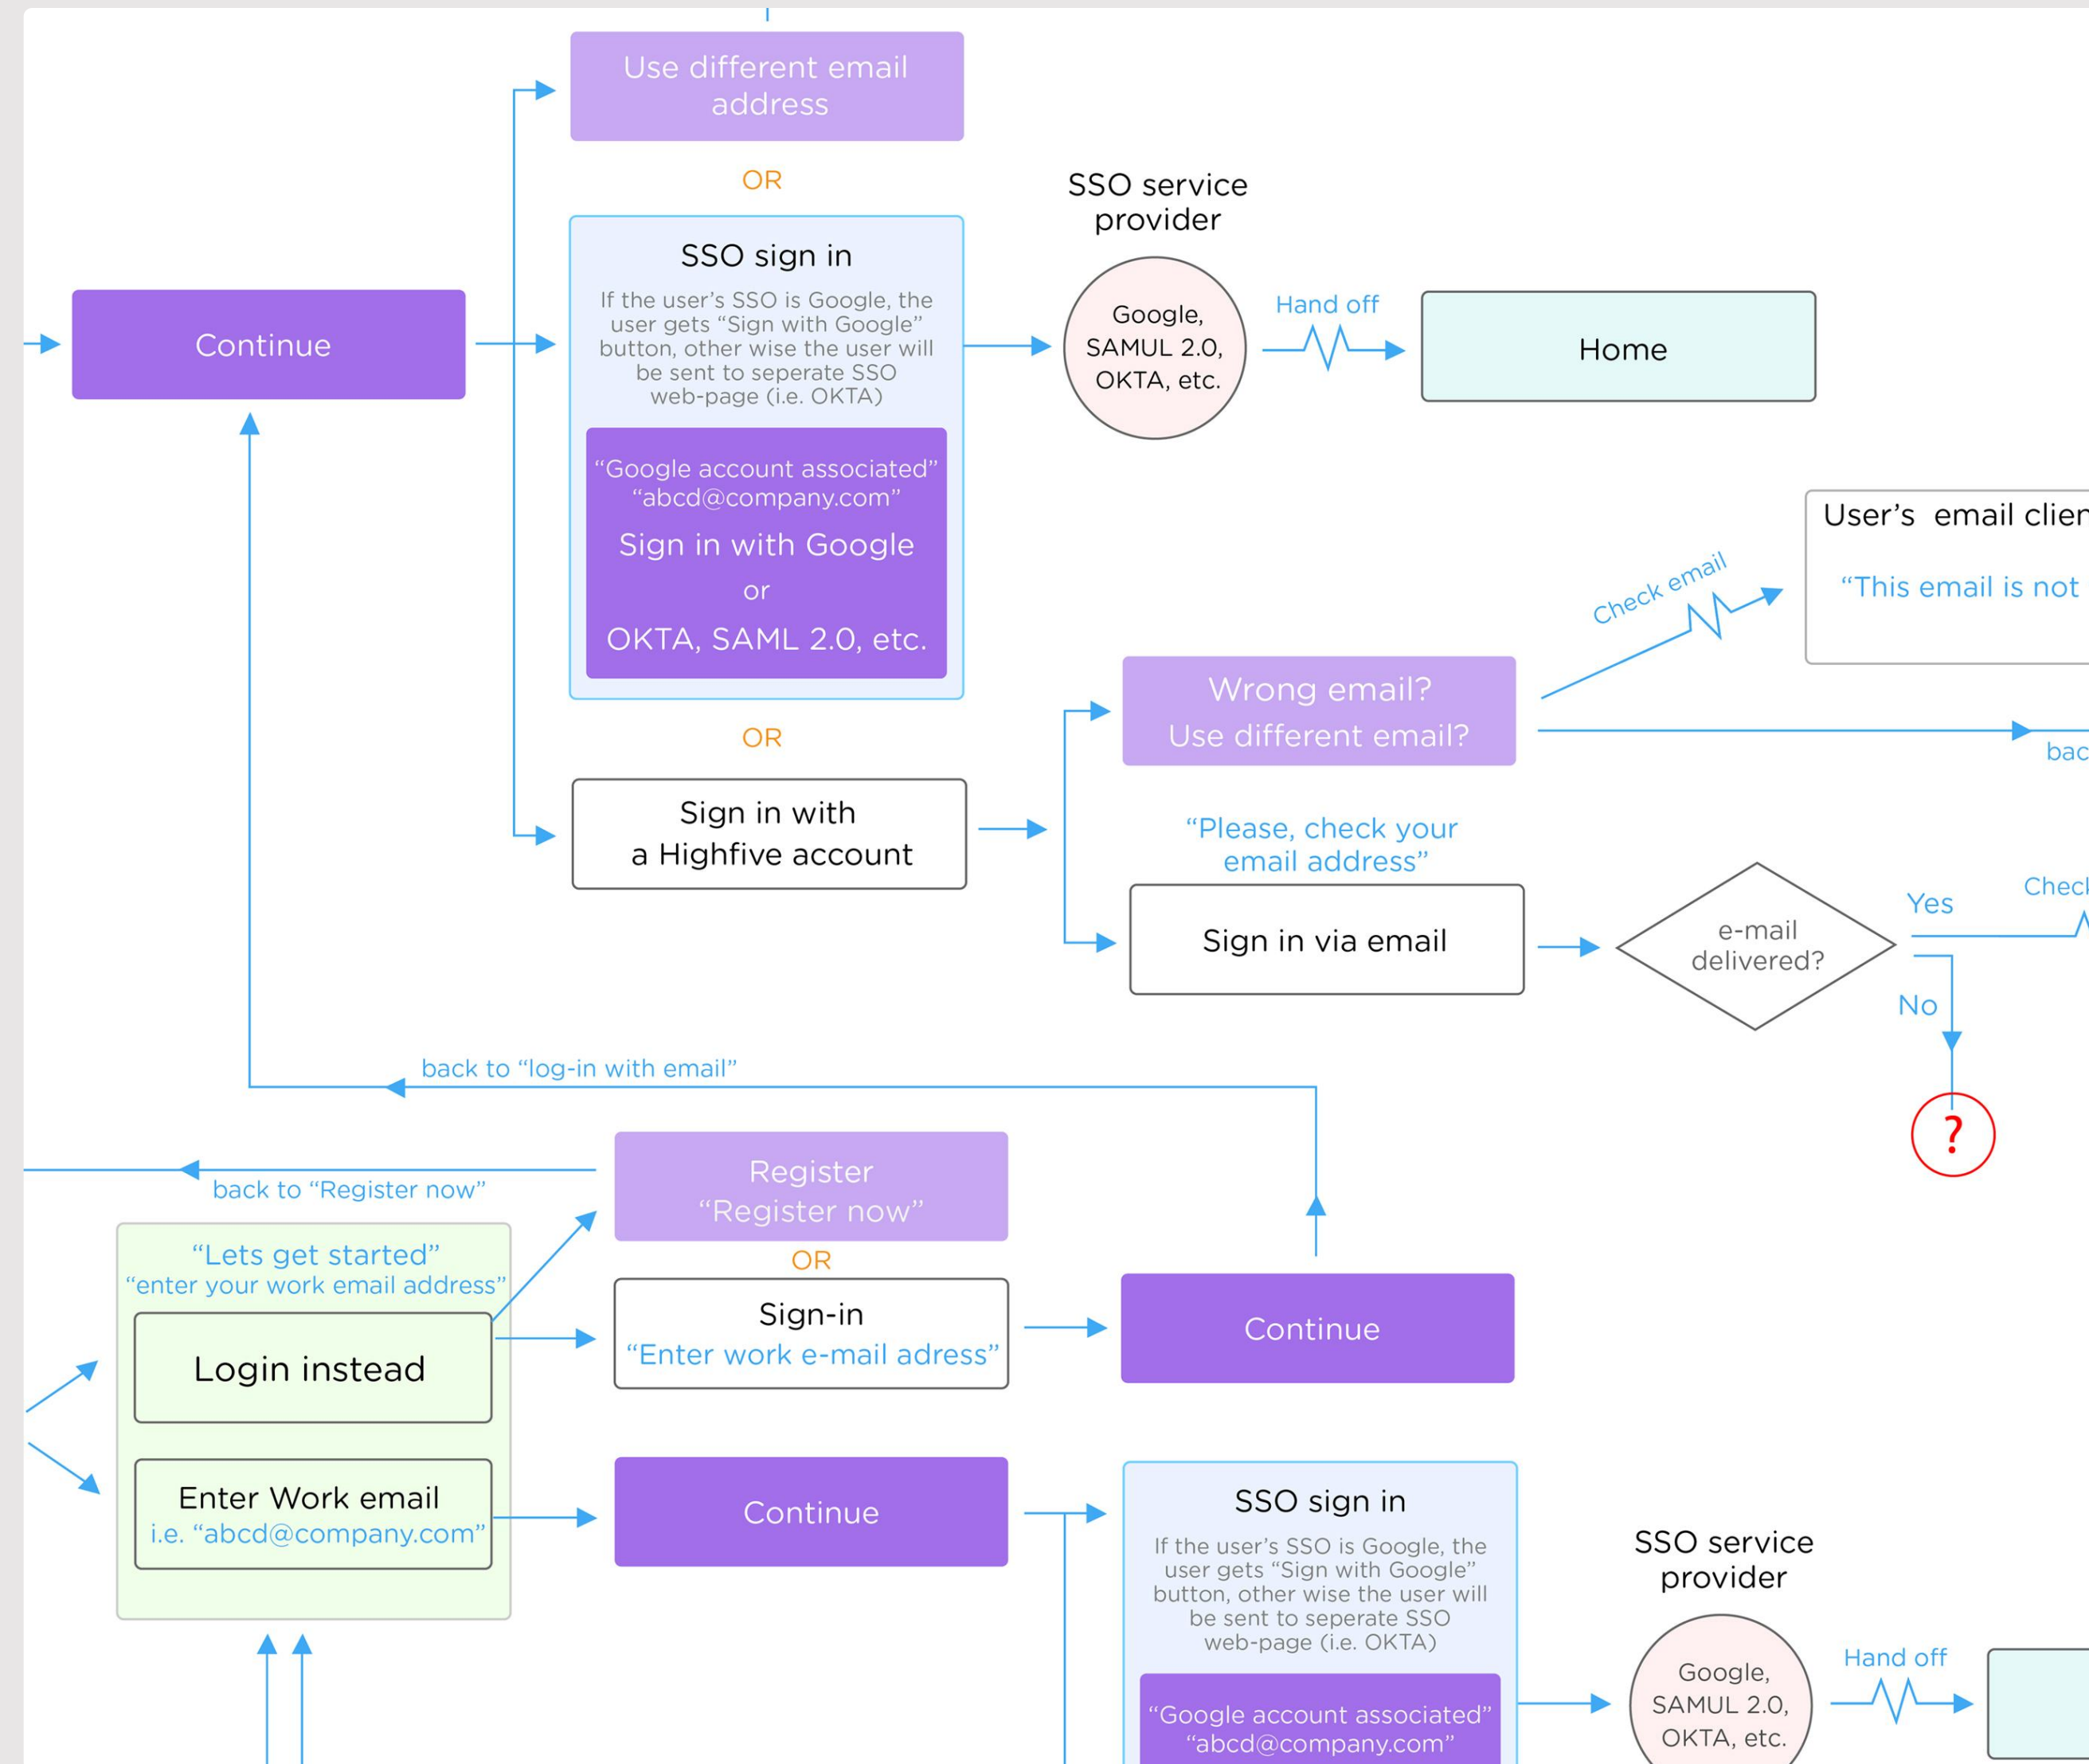 Use different email
address
OR
SSO sign in
If the user's SSO is Google, the
user gets “Sign with Google”
button, other wise the user will
be sent to seperate SSO
web-page (i.e. OKTA)
“Google account associated”
“abcd@company.com”
Sign in with Google
or
OKTA, SAML 2.0, etc.
Continue
SSO service
provider
Google,
SAMUL 2.0,
OKTA, etc.
Hand off
Home
OR
Sign in with
a Highfive account
Wrong email?
Use different email?
Check email
User's email clien
“This email is not
bac
“Please, check your
email address”
Sign in via email
e-mail
delivered?
Yes
Check
No
?
back to “log-in with email”
back to “Register now”
Register
“Register now”
OR
“Lets get started”
“enter your work email address”
Login instead
Sign-in
“Enter work e-mail adress”
Continue
Enter Work email
i.e. “abcd@company.com”
Continue
SSO sign in
If the user's SSO is Google, the
user gets “Sign with Google”
button, other wise the user will
be sent to seperate SSO
web-page (i.e. OKTA)
“Google account associated”
“abcd@company.com”
SSO service
provider
Google,
SAMUL 2.0,
OKTA, etc.
Hand off